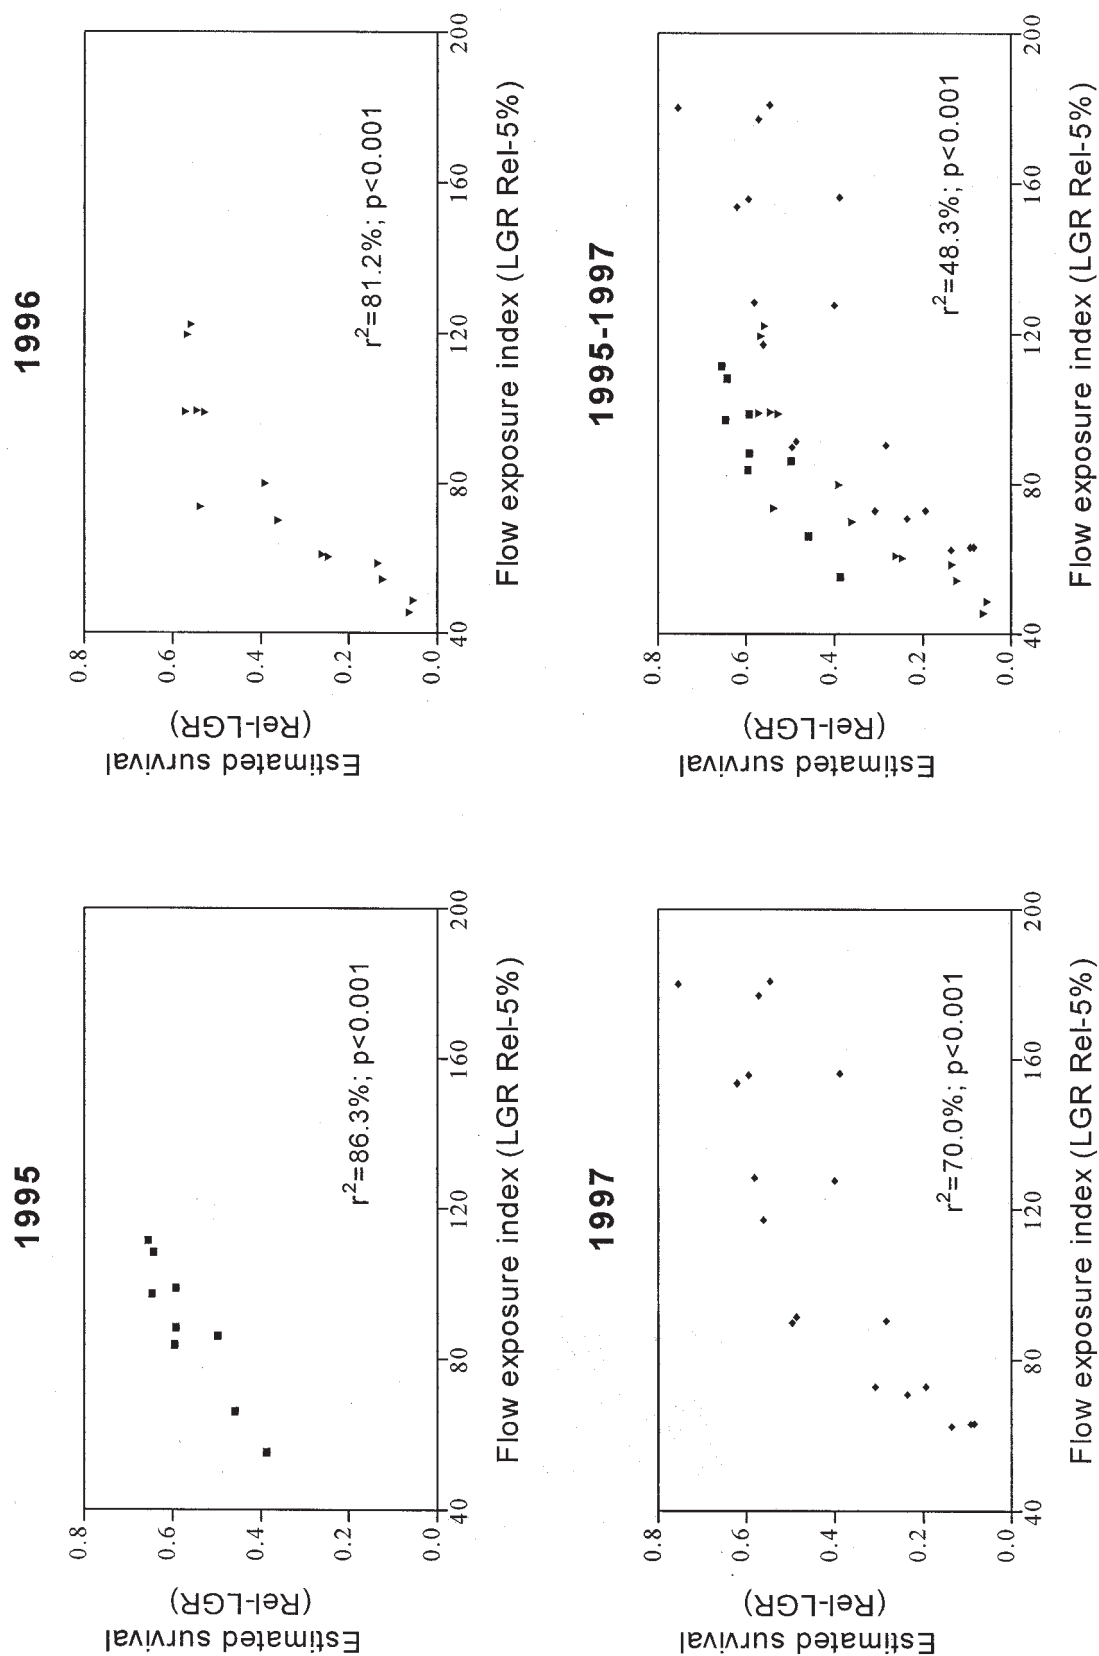 1995
Estimated survival
(Rel-LGR)
0.8
0.6
0.4
0.2
0.0
r²=86.3%; p<0.001
40
80
120
160
200
Flow exposure index (LGR Rel-5%)
1996
Estimated survival
(Rel-LGR)
0.8
0.6
0.4
0.2
0.0
r²=81.2%; p<0.001
40
80
120
160
200
Flow exposure index (LGR Rel-5%)
1997
Estimated survival
(Rel-LGR)
0.8
0.6
0.4
0.2
0.0
r²=70.0%; p<0.001
40
80
120
160
200
Flow exposure index (LGR Rel-5%)
1995-1997
Estimated survival
(Rel-LGR)
0.8
0.6
0.4
0.2
0.0
r²=48.3%; p<0.001
40
80
120
160
200
Flow exposure index (LGR Rel-5%)